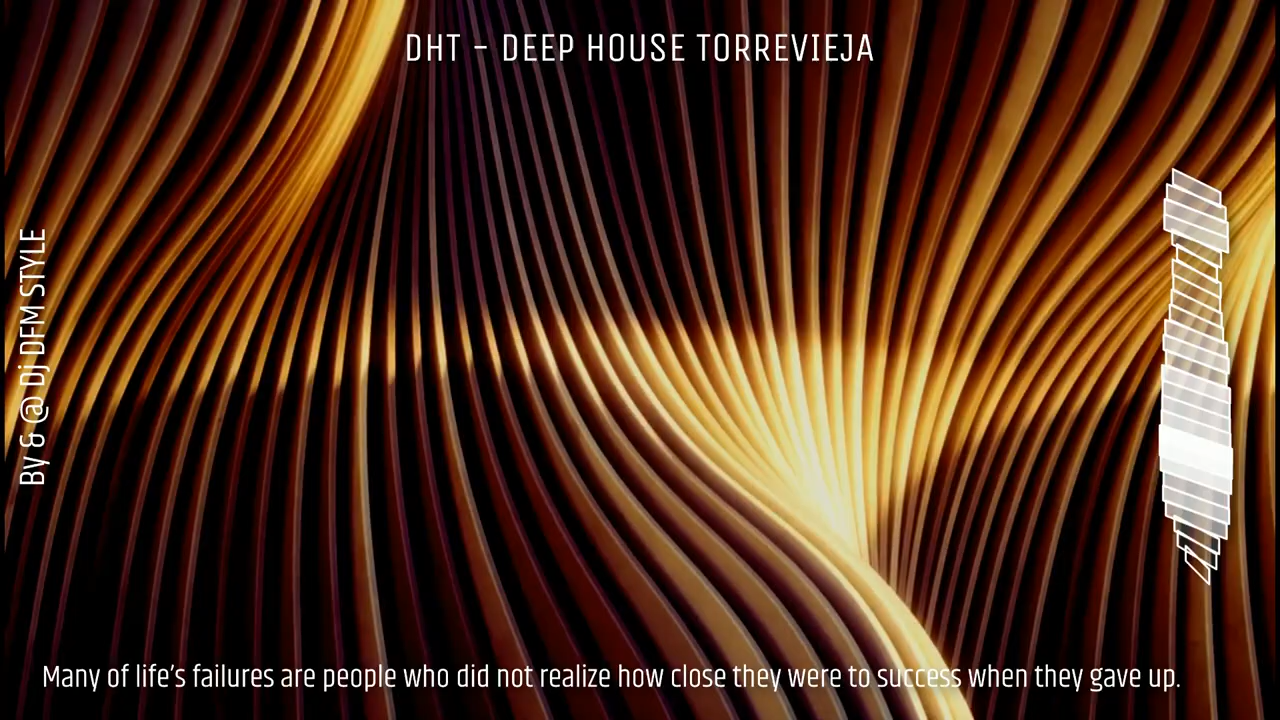 DHT - DEEP HOUSE TORREVIEJA
By & @ Dj DFM STYLE
Many of life’s failures are people who did not realize how close they were to success when they gave up.